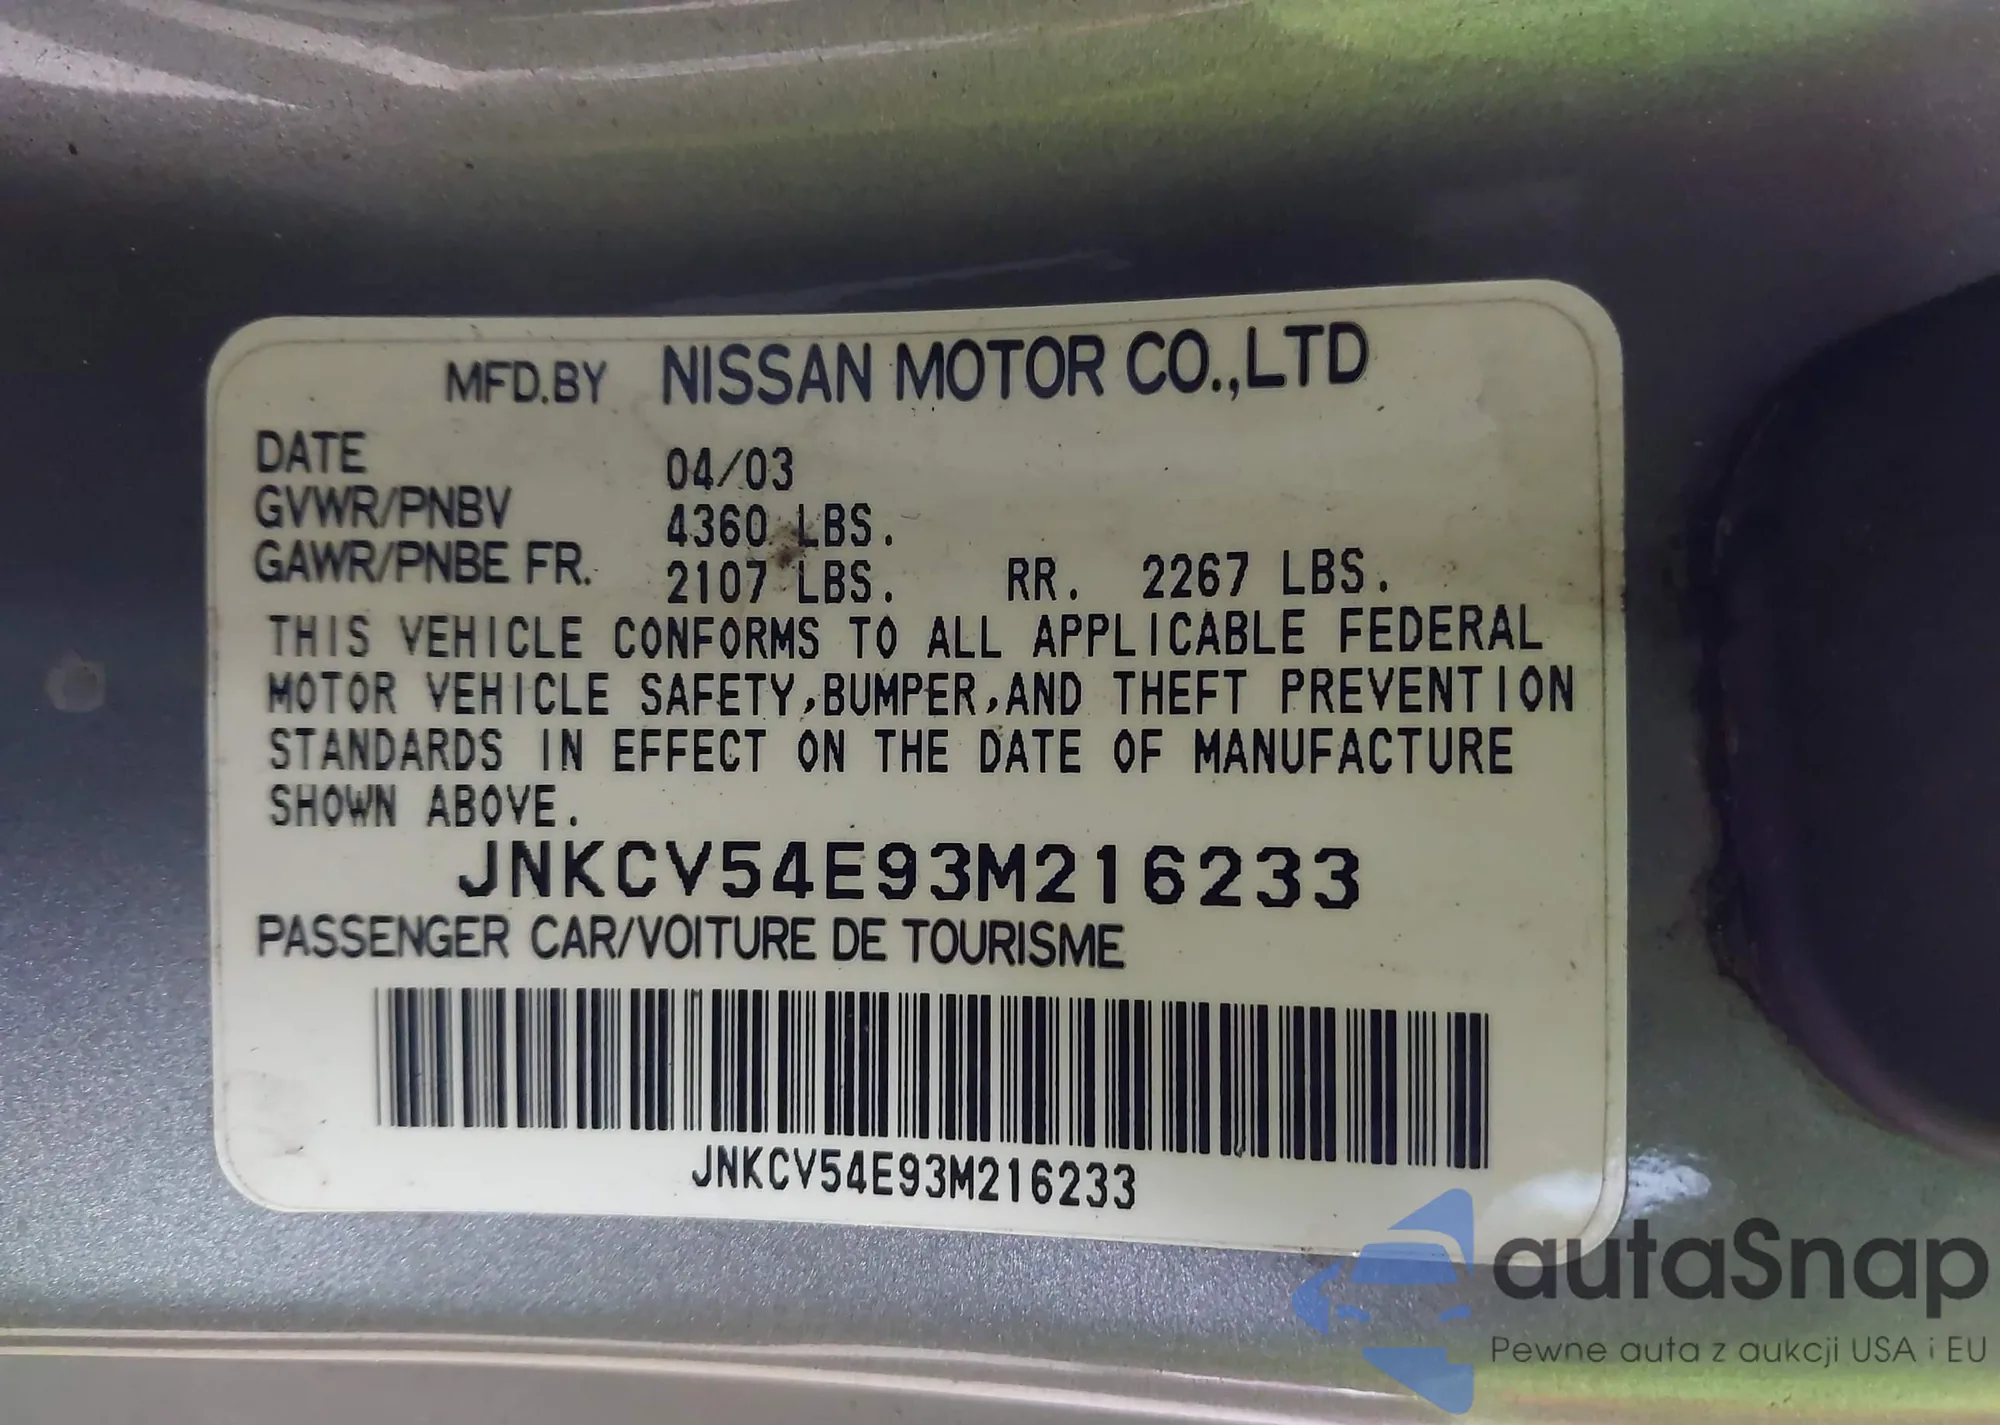 MFD.BY NISSAN MOTOR CO.,LTD
DATE 04/03
GVWR/PNBV 4360 LBS.
GAWR/PNBE FR. 2107 LBS. RR. 2267 LBS.
THIS VEHICLE CONFORMS TO ALL APPLICABLE FEDERAL
MOTOR VEHICLE SAFETY,BUMPER,AND THEFT PREVENTION
STANDARDS IN EFFECT ON THE DATE OF MANUFACTURE
SHOWN ABOVE.
JNKCV54E93M216233
PASSENGER CAR/VOITURE DE TOURISME
JNKCV54E93M216233
autaSnap
Pewne auta z aukcji USA i EU